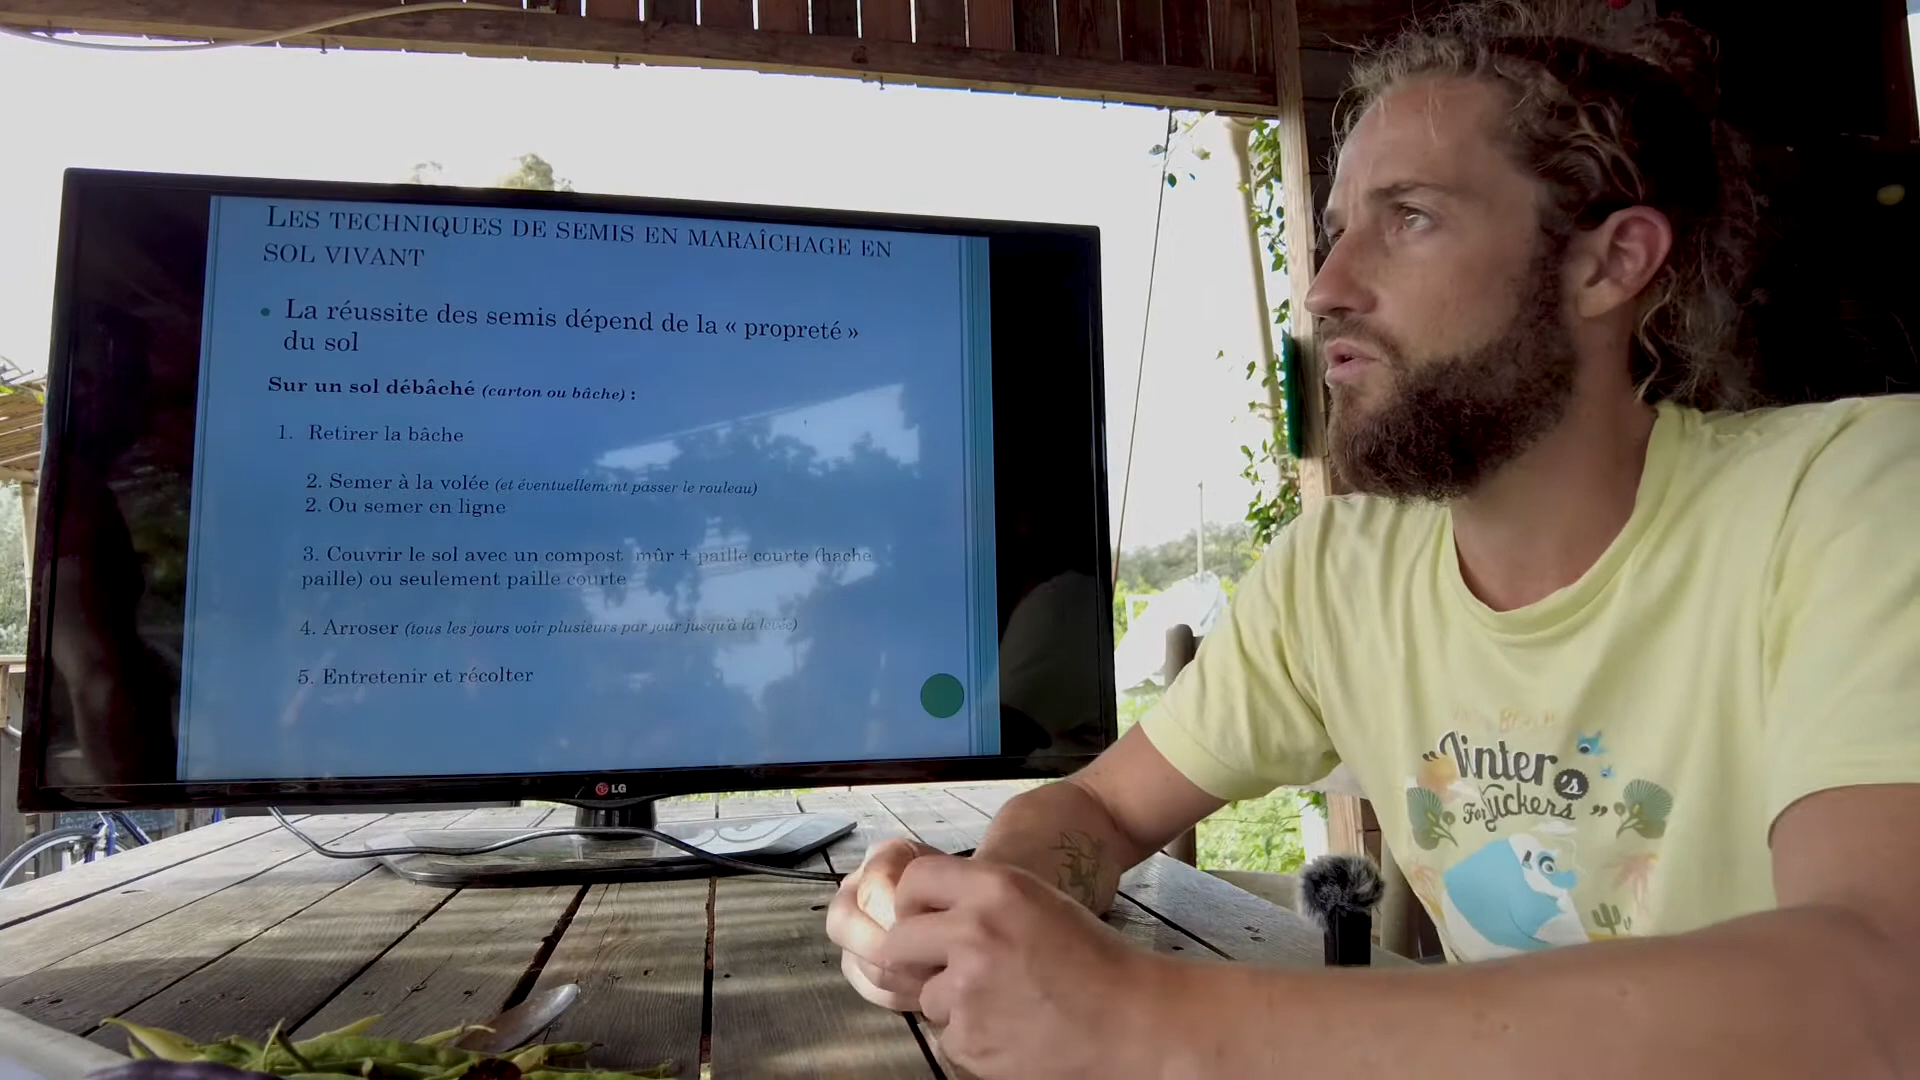 LES TECHNIQUES DE SEMIS EN MARAÎCHAGE EN
SOL VIVANT
La réussite des semis dépend de la « propreté »
du sol
Sur un sol débâché (carton ou bâche) :
1. Retirer la bâche
2. Semer à la volée (et éventuellement passer le rouleau)
2. Ou semer en ligne
3. Couvrir le sol avec un compost mûr + paille courte (hache
paille) ou seulement paille courte
4. Arroser (tous les jours voir plusieurs par jour jusqu'à la levée)
5. Entretenir et récolter
LG
"Winter's
For Suckers"